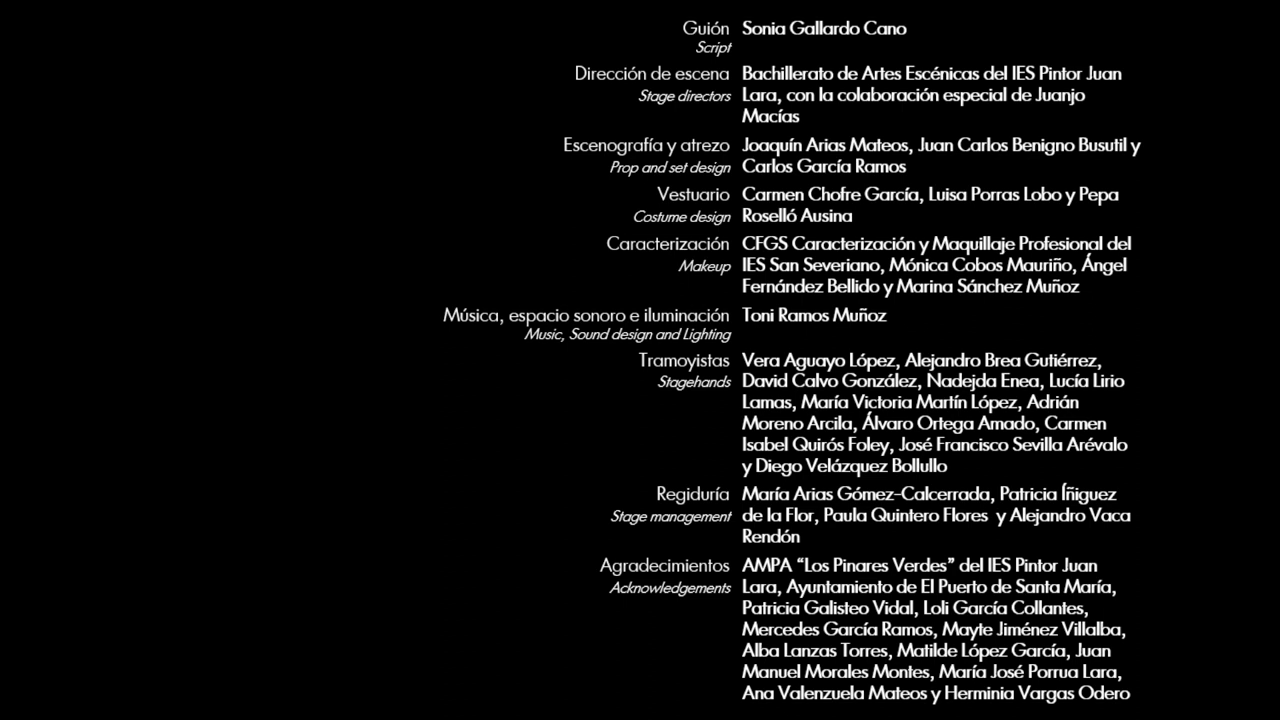 Guión Sonia Gallardo Cano
Script
Dirección de escena Bachillerato de Artes Escénicas del IES Pintor Juan
Stage directors Lara, con la colaboración especial de Juanjo
Macías
Escenografía y atrezo Joaquín Arias Mateos, Juan Carlos Benigno Busutil y
Prop and set design Carlos García Ramos
Vestuario Carmen Chofre García, Luisa Porras Lobo y Pepa
Costume design Roselló Ausina
Caracterización CFGS Caracterización y Maquillaje Profesional del
Makeup IES San Severiano, Mónica Cobos Mauriño, Ángel
Fernández Bellido y Marina Sánchez Muñoz
Música, espacio sonoro e iluminación Toni Ramos Muñoz
Music, Sound design and Lighting
Tramoyistas Vera Aguayo López, Alejandro Brea Gutiérrez,
Stagehands David Calvo González, Nadejda Enea, Lucía Lirio
Lamas, María Victoria Martín López, Adrián
Moreno Arcila, Álvaro Ortega Amado, Carmen
Isabel Quirós Foley, José Francisco Sevilla Arévalo
y Diego Velázquez Bollullo
Regiduría María Arias Gómez-Calcerrada, Patricia Íñiguez
Stage management de la Flor, Paula Quintero Flores y Alejandro Vaca
Rendón
Agradecimientos AMPA “Los Pinares Verdes” del IES Pintor Juan
Acknowledgements Lara, Ayuntamiento de El Puerto de Santa María,
Patricia Galisteo Vidal, Loli García Collantes,
Mercedes García Ramos, Mayte Jiménez Villalba,
Alba Lanzas Torres, Matilde López García, Juan
Manuel Morales Montes, María José Porrua Lara,
Ana Valenzuela Mateos y Herminia Vargas Odero